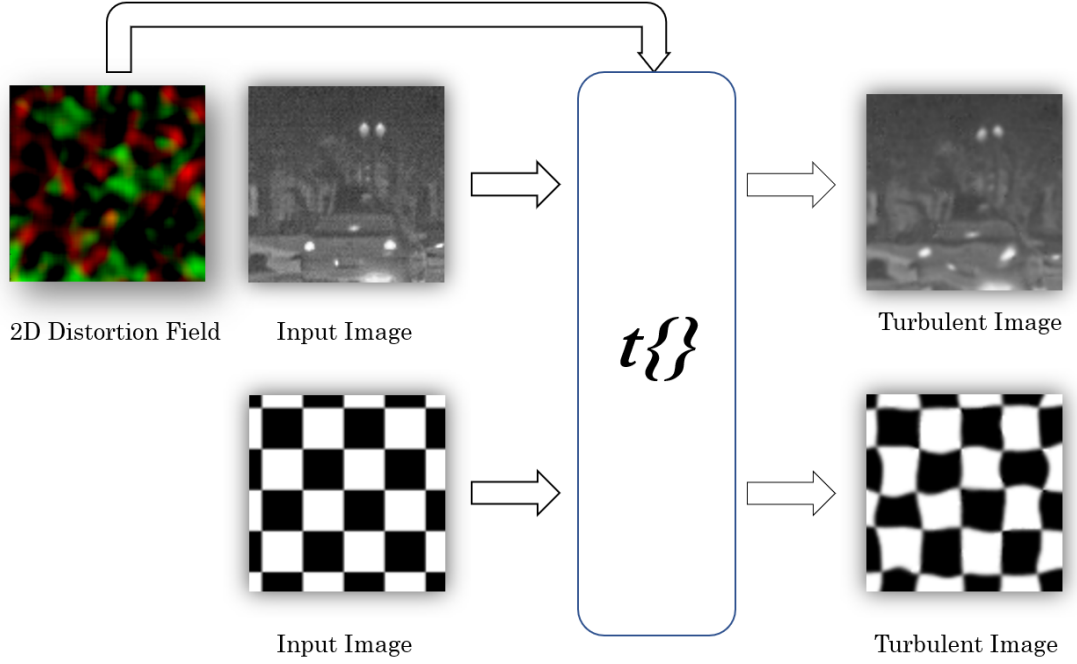 2D Distortion Field
Input Image
t{}
Turbulent Image
Input Image
Turbulent Image